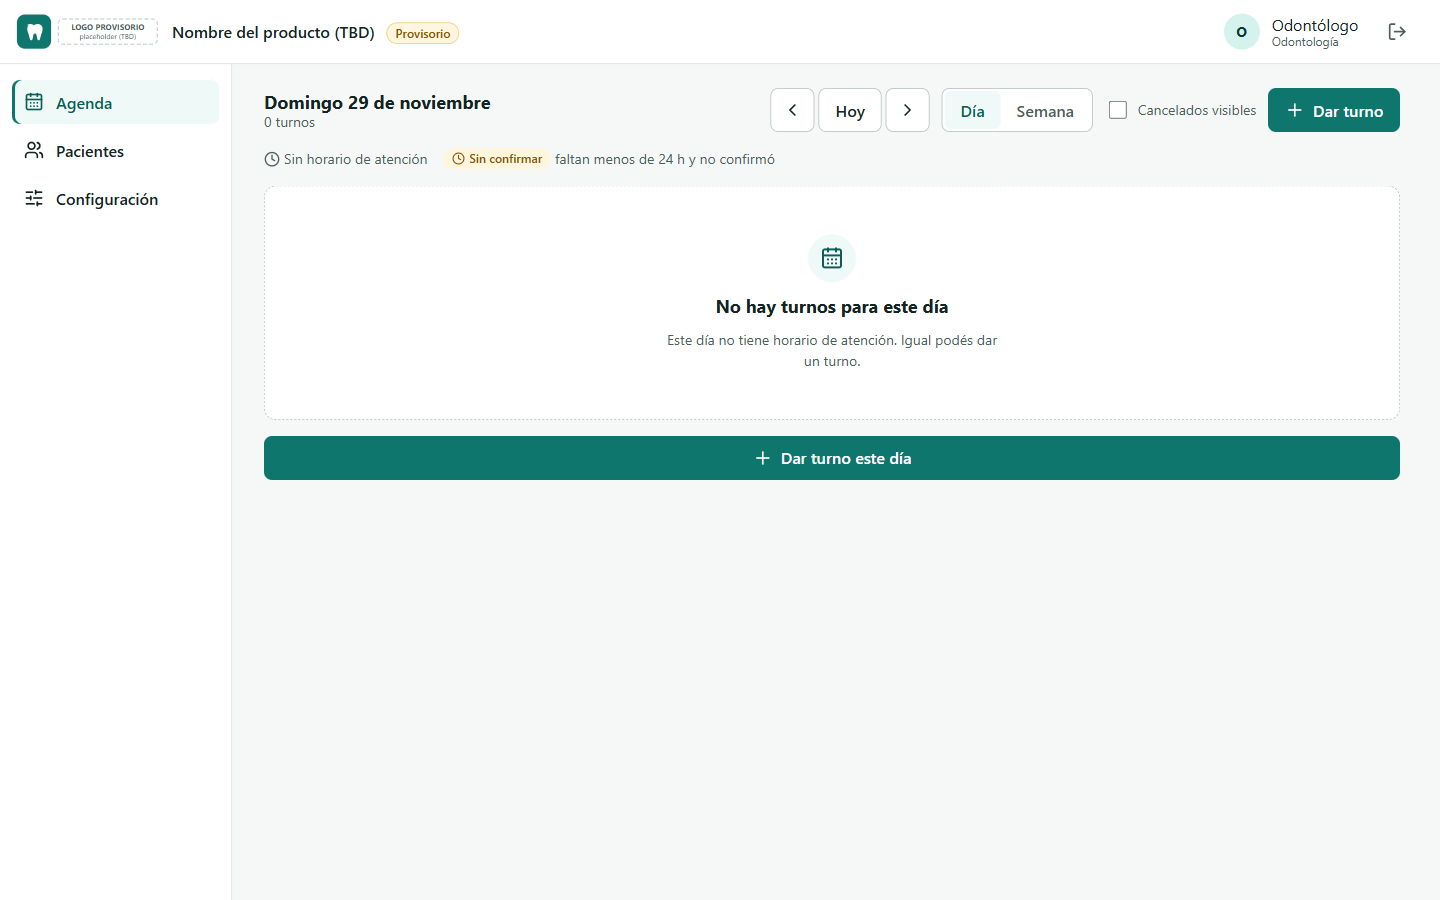 LOGO PROVISORIO
placeholder (TBD)
Nombre del producto (TBD)
Provisorio
O
Odontólogo
Odontología
Agenda
Pacientes
Configuración
Domingo 29 de noviembre
0 turnos
Hoy
Día
Semana
Cancelados visibles
Dar turno
Sin horario de atención
Sin confirmar
faltan menos de 24 h y no confirmó
No hay turnos para este día
Este día no tiene horario de atención. Igual podés dar
un turno.
Dar turno este día